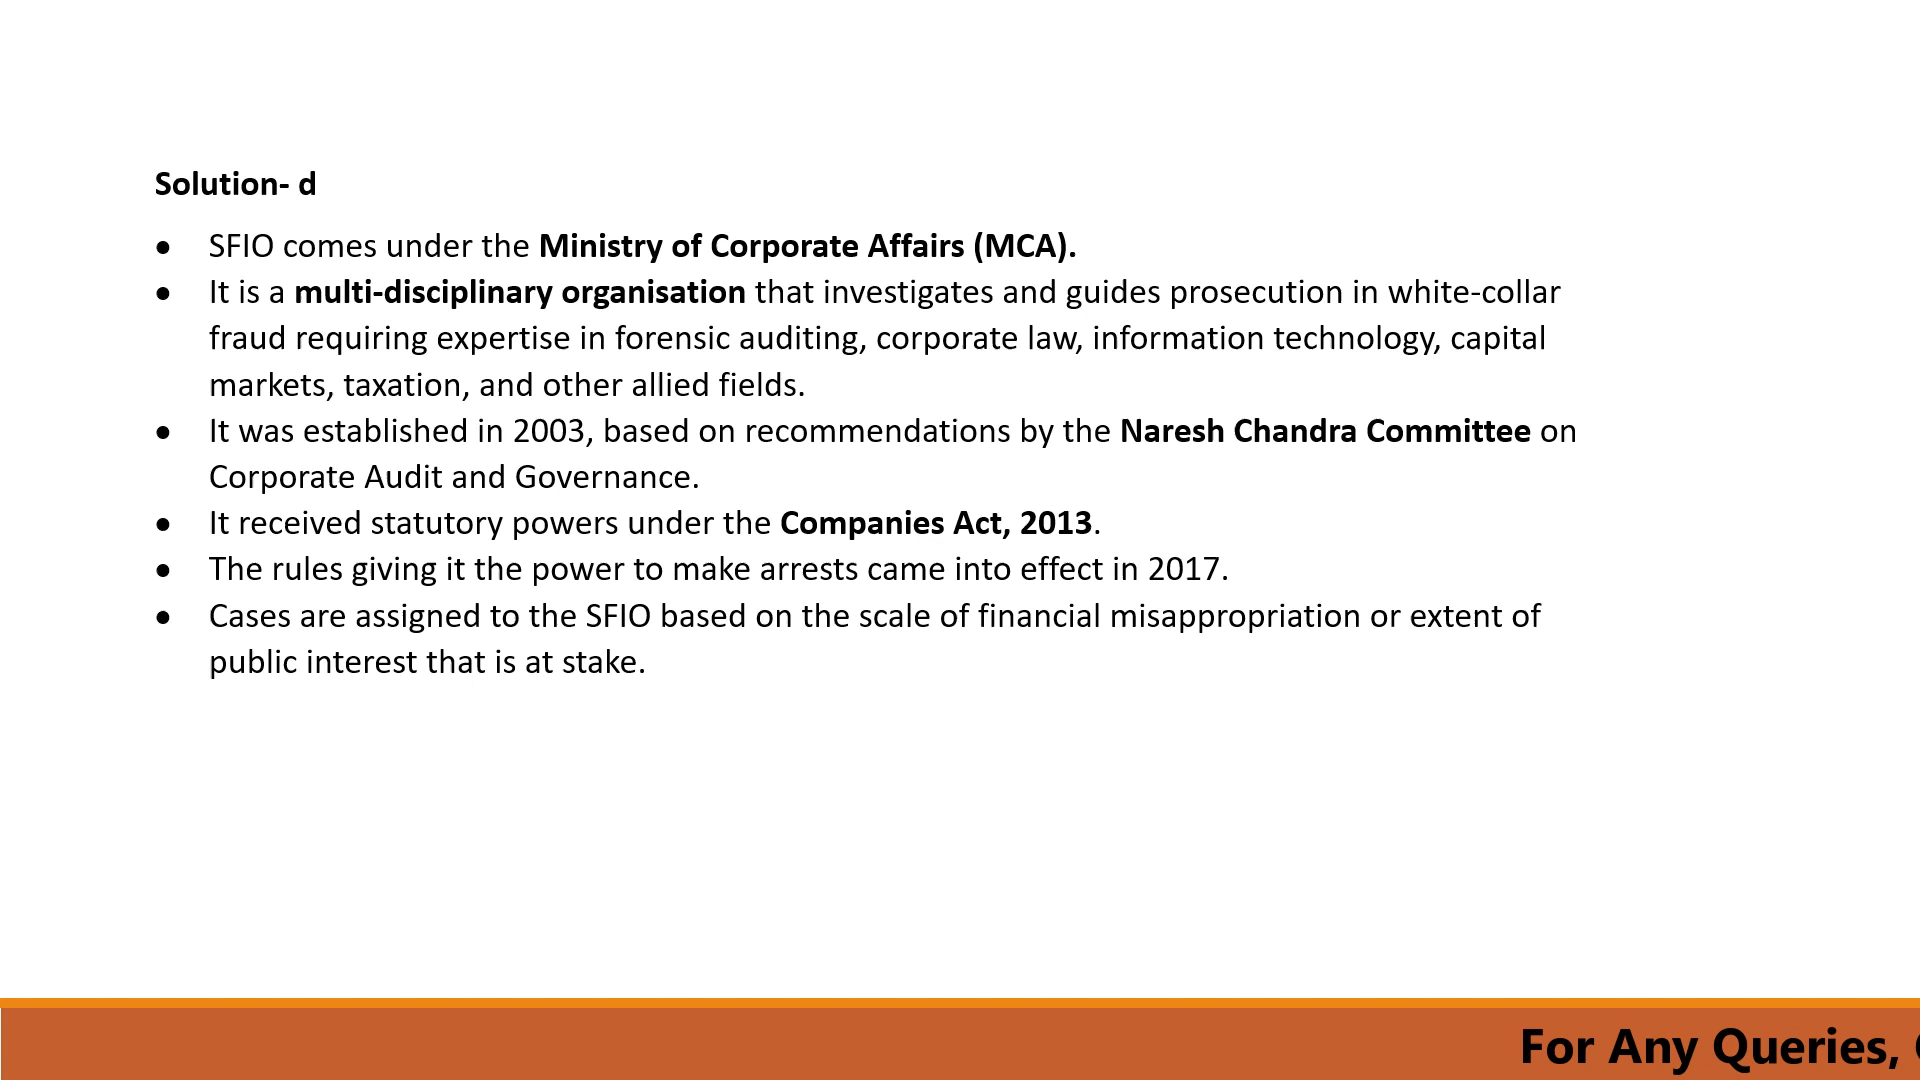 Solution- d
• SFIO comes under the Ministry of Corporate Affairs (MCA).
• It is a multi-disciplinary organisation that investigates and guides prosecution in white-collar
fraud requiring expertise in forensic auditing, corporate law, information technology, capital
markets, taxation, and other allied fields.
• It was established in 2003, based on recommendations by the Naresh Chandra Committee on
Corporate Audit and Governance.
• It received statutory powers under the Companies Act, 2013.
• The rules giving it the power to make arrests came into effect in 2017.
• Cases are assigned to the SFIO based on the scale of financial misappropriation or extent of
public interest that is at stake.
For Any Queries,